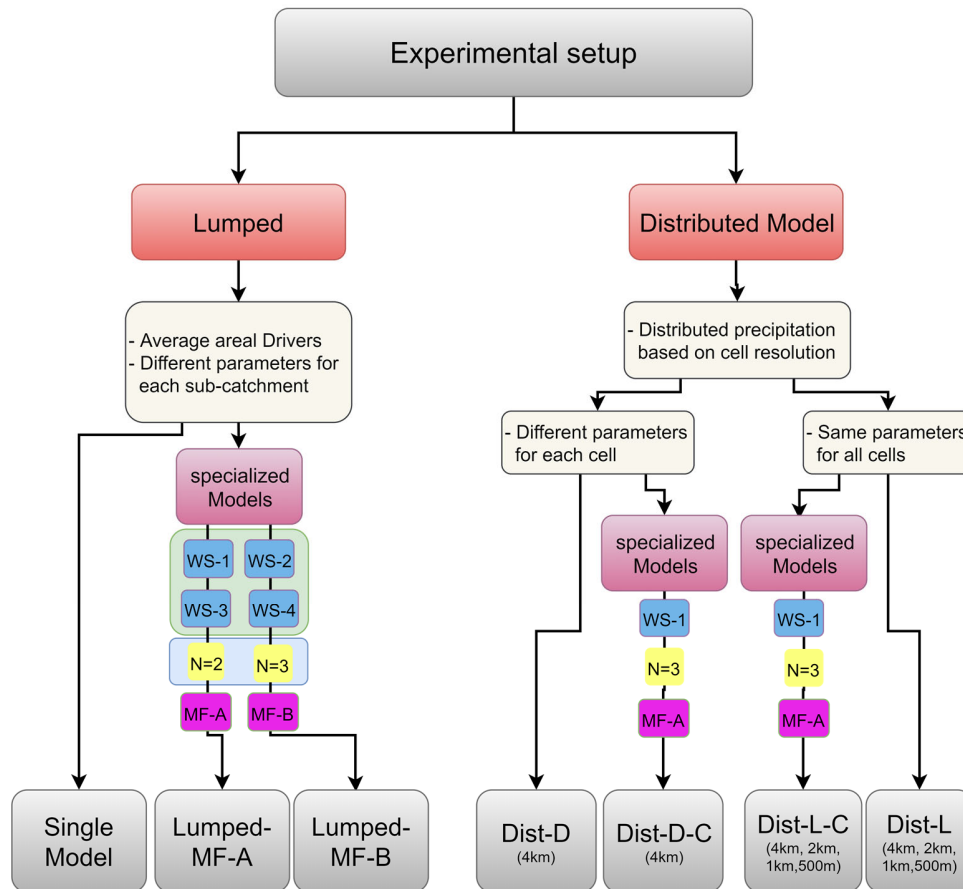 Experimental setup
Lumped
Distributed Model
- Average areal Drivers
- Different parameters for
each sub-catchment
- Distributed precipitation
based on cell resolution
- Different parameters
for each cell
- Same parameters
for all cells
specialized
Models
WS-1
WS-2
WS-3
WS-4
N=2
N=3
MF-A
MF-B
specialized
Models
WS-1
N=3
MF-A
specialized
Models
WS-1
N=3
MF-A
Single
Model
Lumped-
MF-A
Lumped-
MF-B
Dist-D
(4km)
Dist-D-C
(4km)
Dist-L-C
(4km, 2km,
1km,500m)
Dist-L
(4km, 2km,
1km,500m)